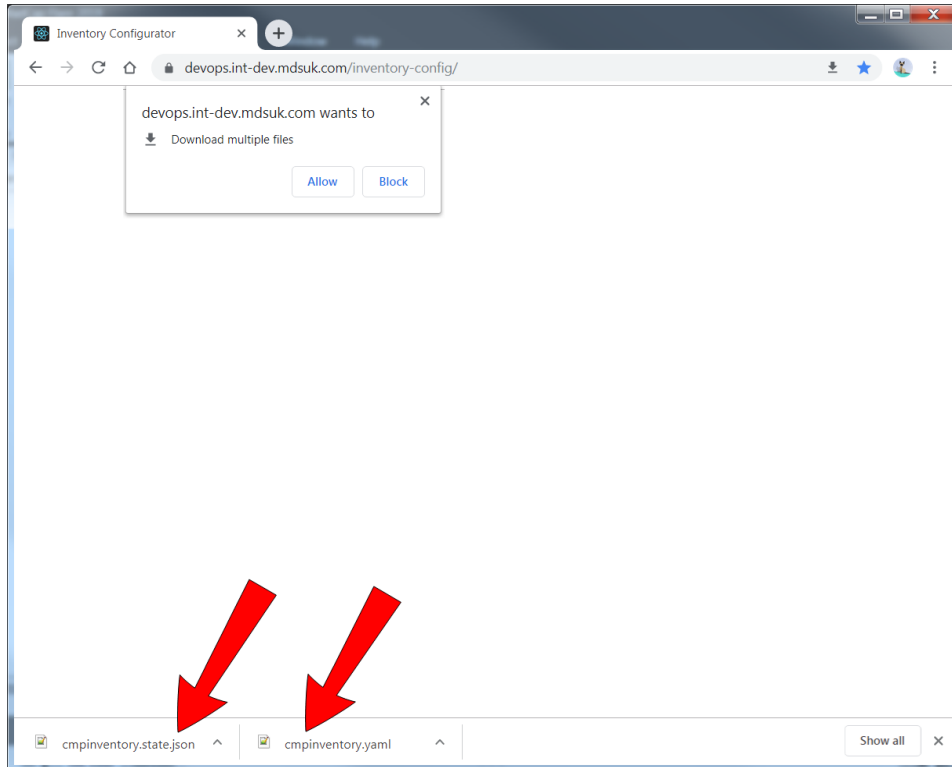 Inventory Configurator
devops.int-dev.mdsuk.com/inventory-config/
devops.int-dev.mdsuk.com wants to
Download multiple files
Allow Block
cmpinventory.state.json cmpinventory.yaml Show all